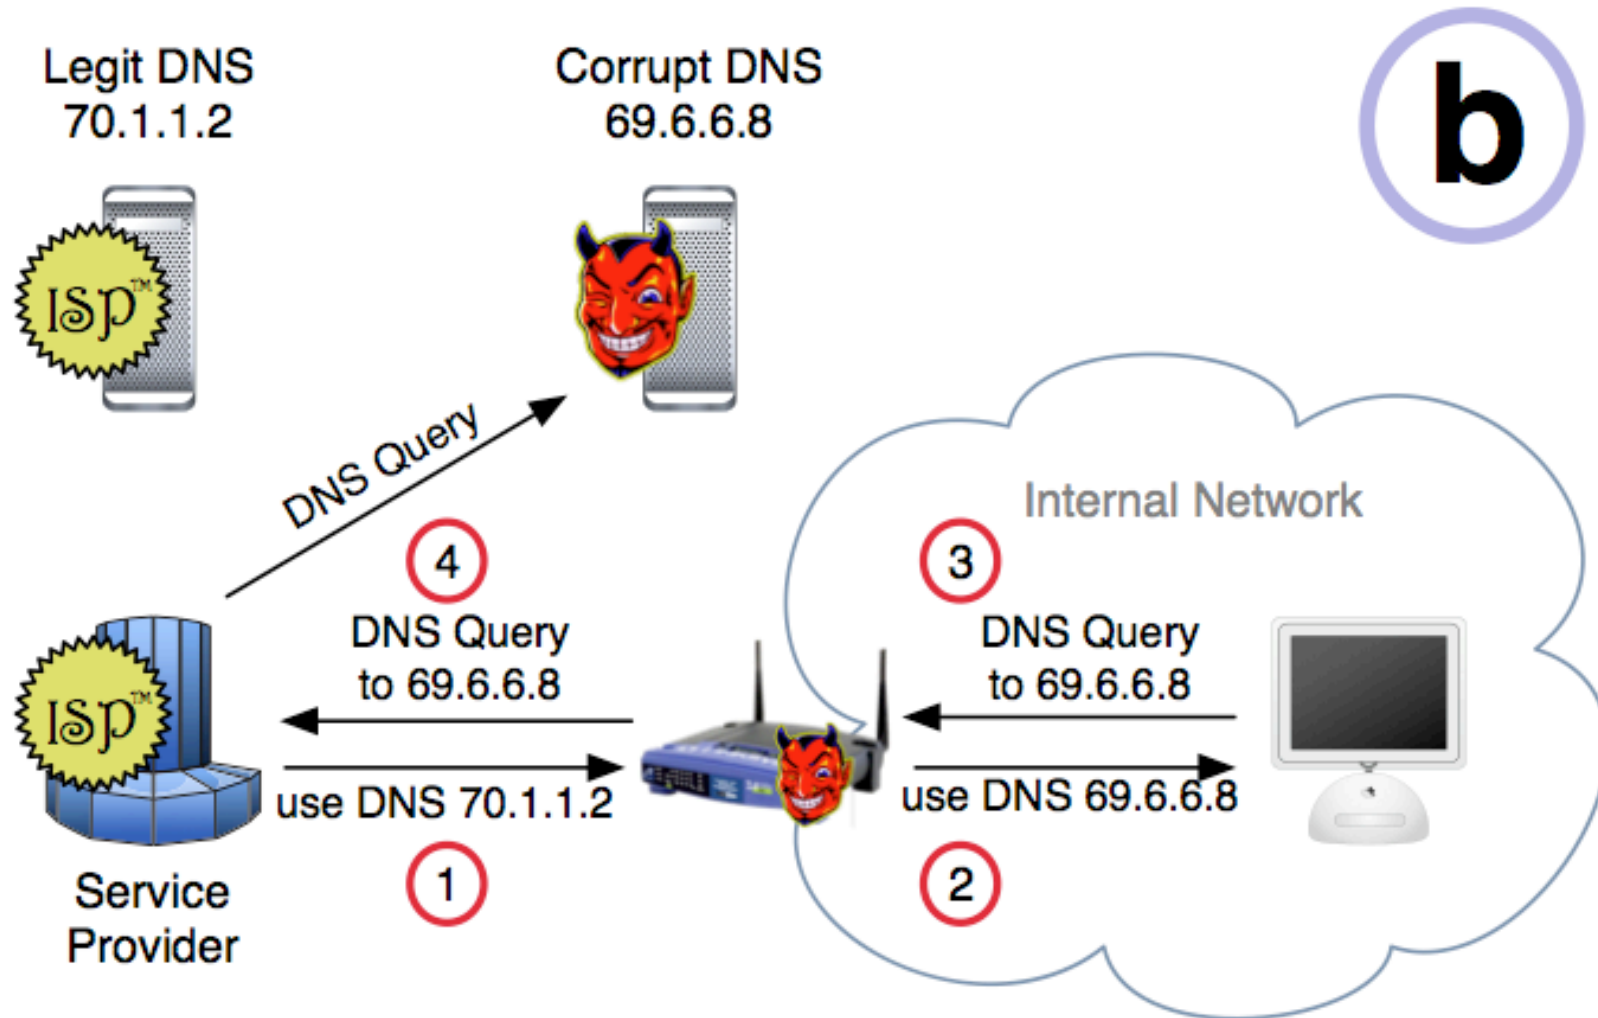 Legit DNS
70.1.1.2
Corrupt DNS
69.6.6.8
b
ISP™
DNS Query
Internal Network
4
3
DNS Query
to 69.6.6.8
DNS Query
to 69.6.6.8
ISP™
use DNS 70.1.1.2
use DNS 69.6.6.8
1
2
Service
Provider